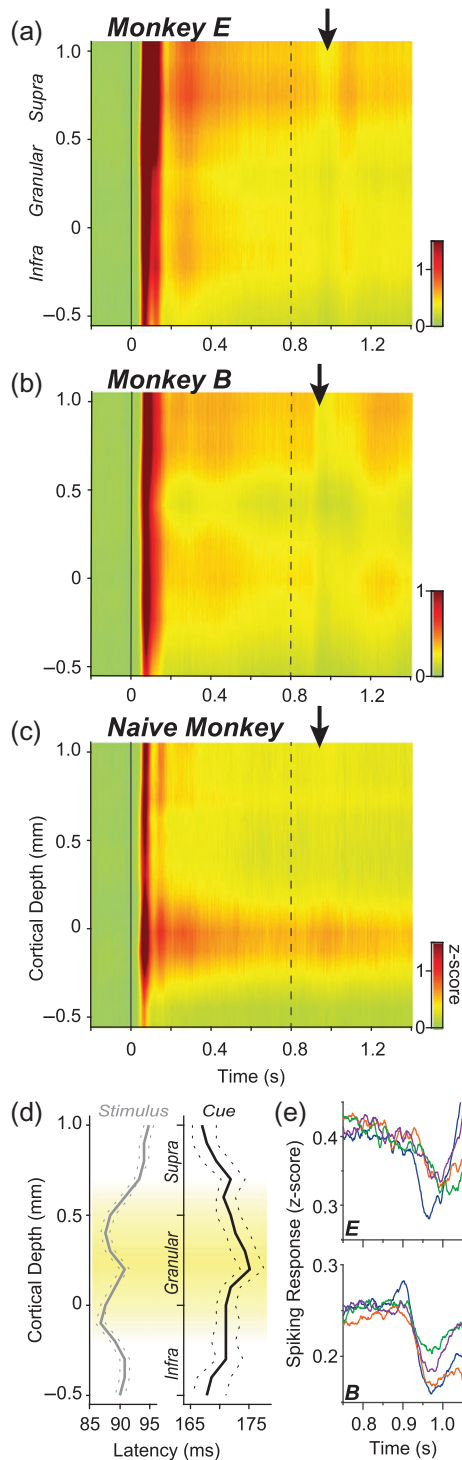 (a) Monkey E
1.0
Supra
0.5
Granular
0
Infra
–0.5
1
0
0 0.4 0.8 1.2
(b) Monkey B
1.0
0.5
0
–0.5
1
0
0 0.4 0.8 1.2
(c) Naive Monkey
1.0
0.5
0
–0.5
Cortical Depth (mm)
1
0
z-score
0 0.4 0.8 1.2
Time (s)
(d) Stimulus Cue
1.0
0.5
0
–0.5
Cortical Depth (mm)
Supra
Granular
Infra
85 90 95 165 175
Latency (ms)
(e)
0.4
0.3
E
0.3
0.2
B
Spiking Response (z-score)
0.8 0.9 1.0
Time (s)